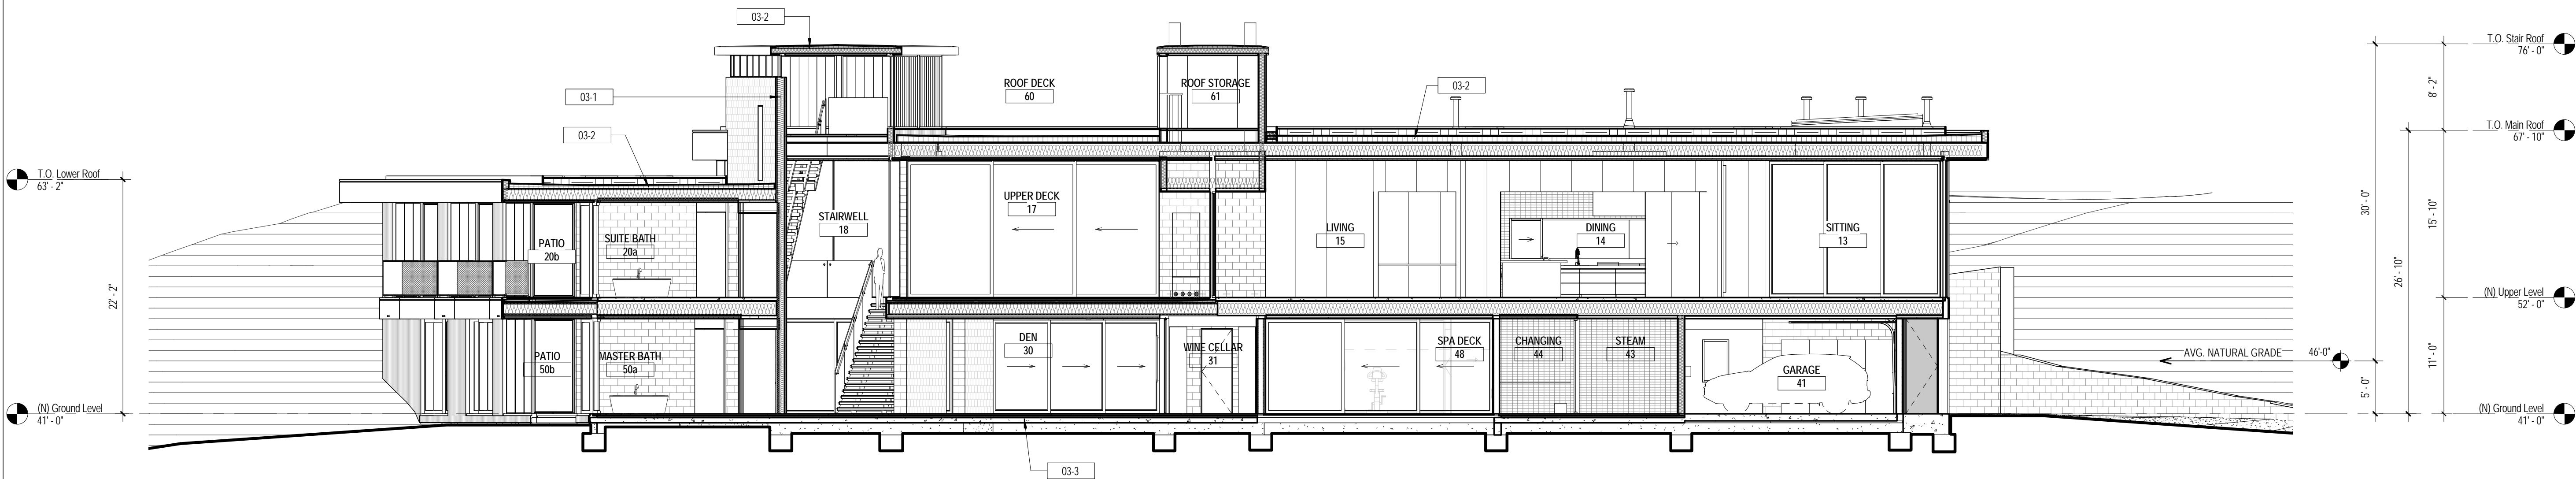 03-2
T.O. Stair Roof
76' - 0"
ROOF DECK
60
ROOF STORAGE
61
03-2
03-1
8' - 2"
T.O. Main Roof
67' - 10"
03-2
T.O. Lower Roof
63' - 2"
UPPER DECK
17
STAIRWELL
18
LIVING
15
DINING
14
SITTING
13
PATIO
20b
SUITE BATH
20a
30' - 0"
15' - 10"
26' - 10"
22' - 2"
(N) Upper Level
52' - 0"
DEN
30
WINE CELLAR
31
SPA DECK
48
CHANGING
44
STEAM
43
PATIO
50b
MASTER BATH
50a
GARAGE
41
AVG. NATURAL GRADE
46'-0"
11' - 0"
5' - 0"
(N) Ground Level
41' - 0"
(N) Ground Level
41' - 0"
03-3